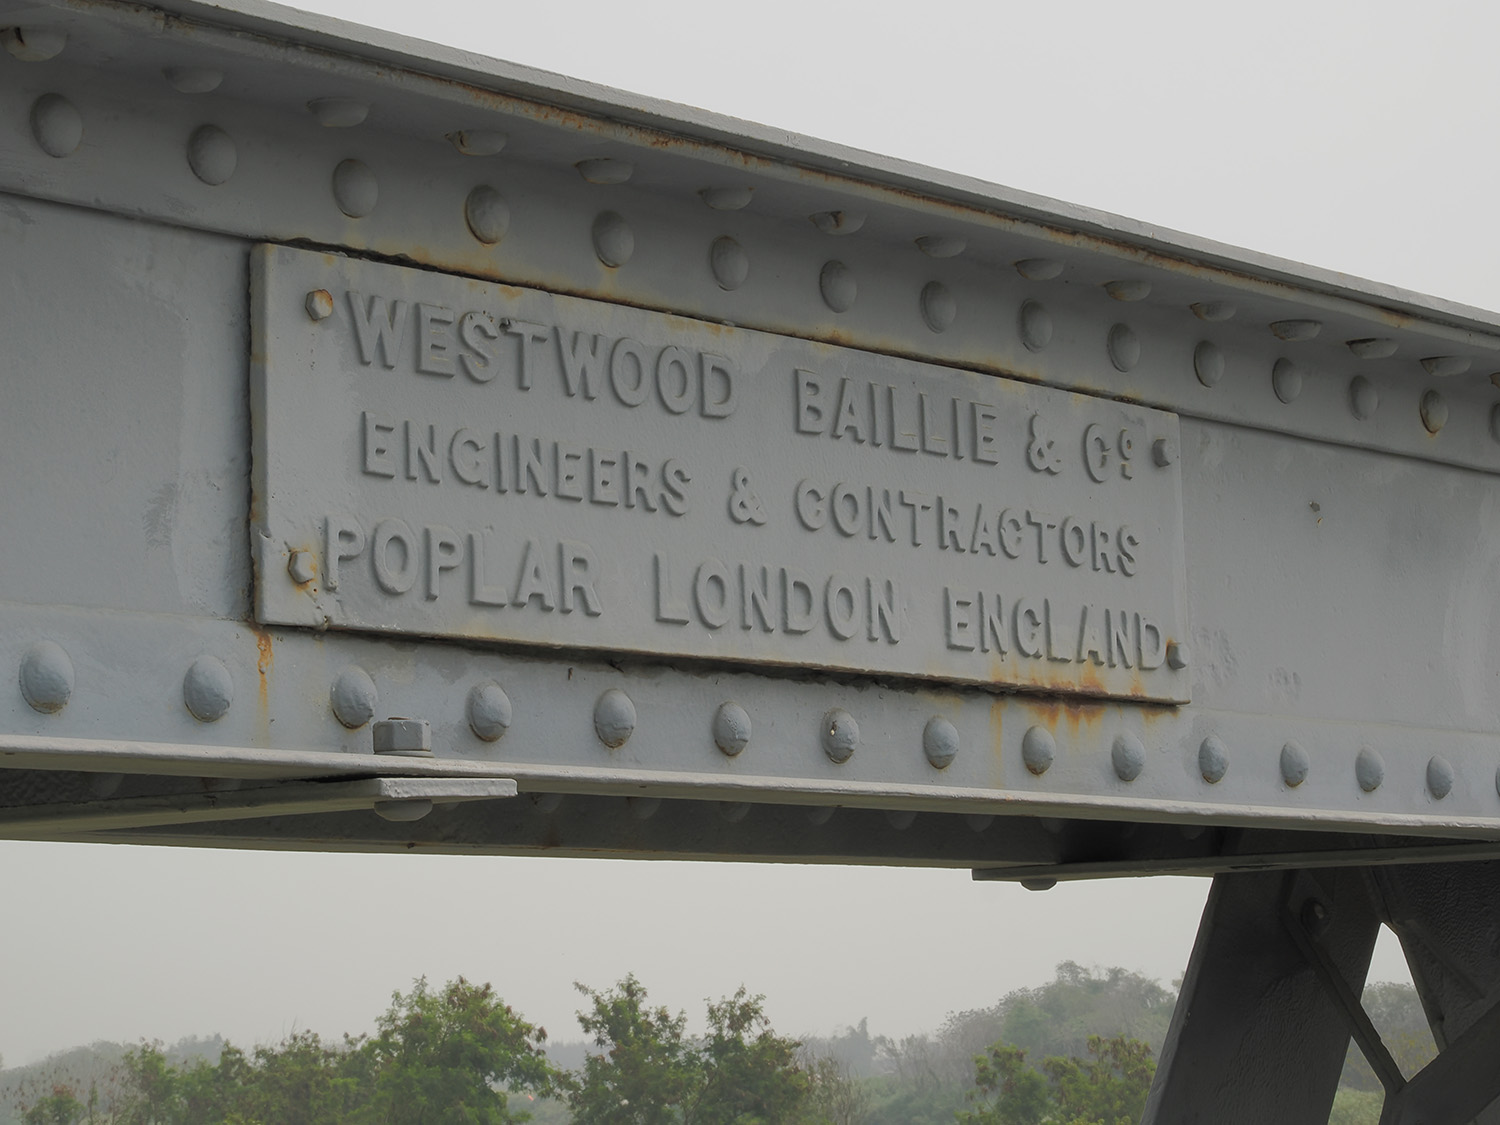 WESTWOOD BAILLIE & Cº
ENGINEERS & CONTRACTORS
POPLAR LONDON ENGLAND